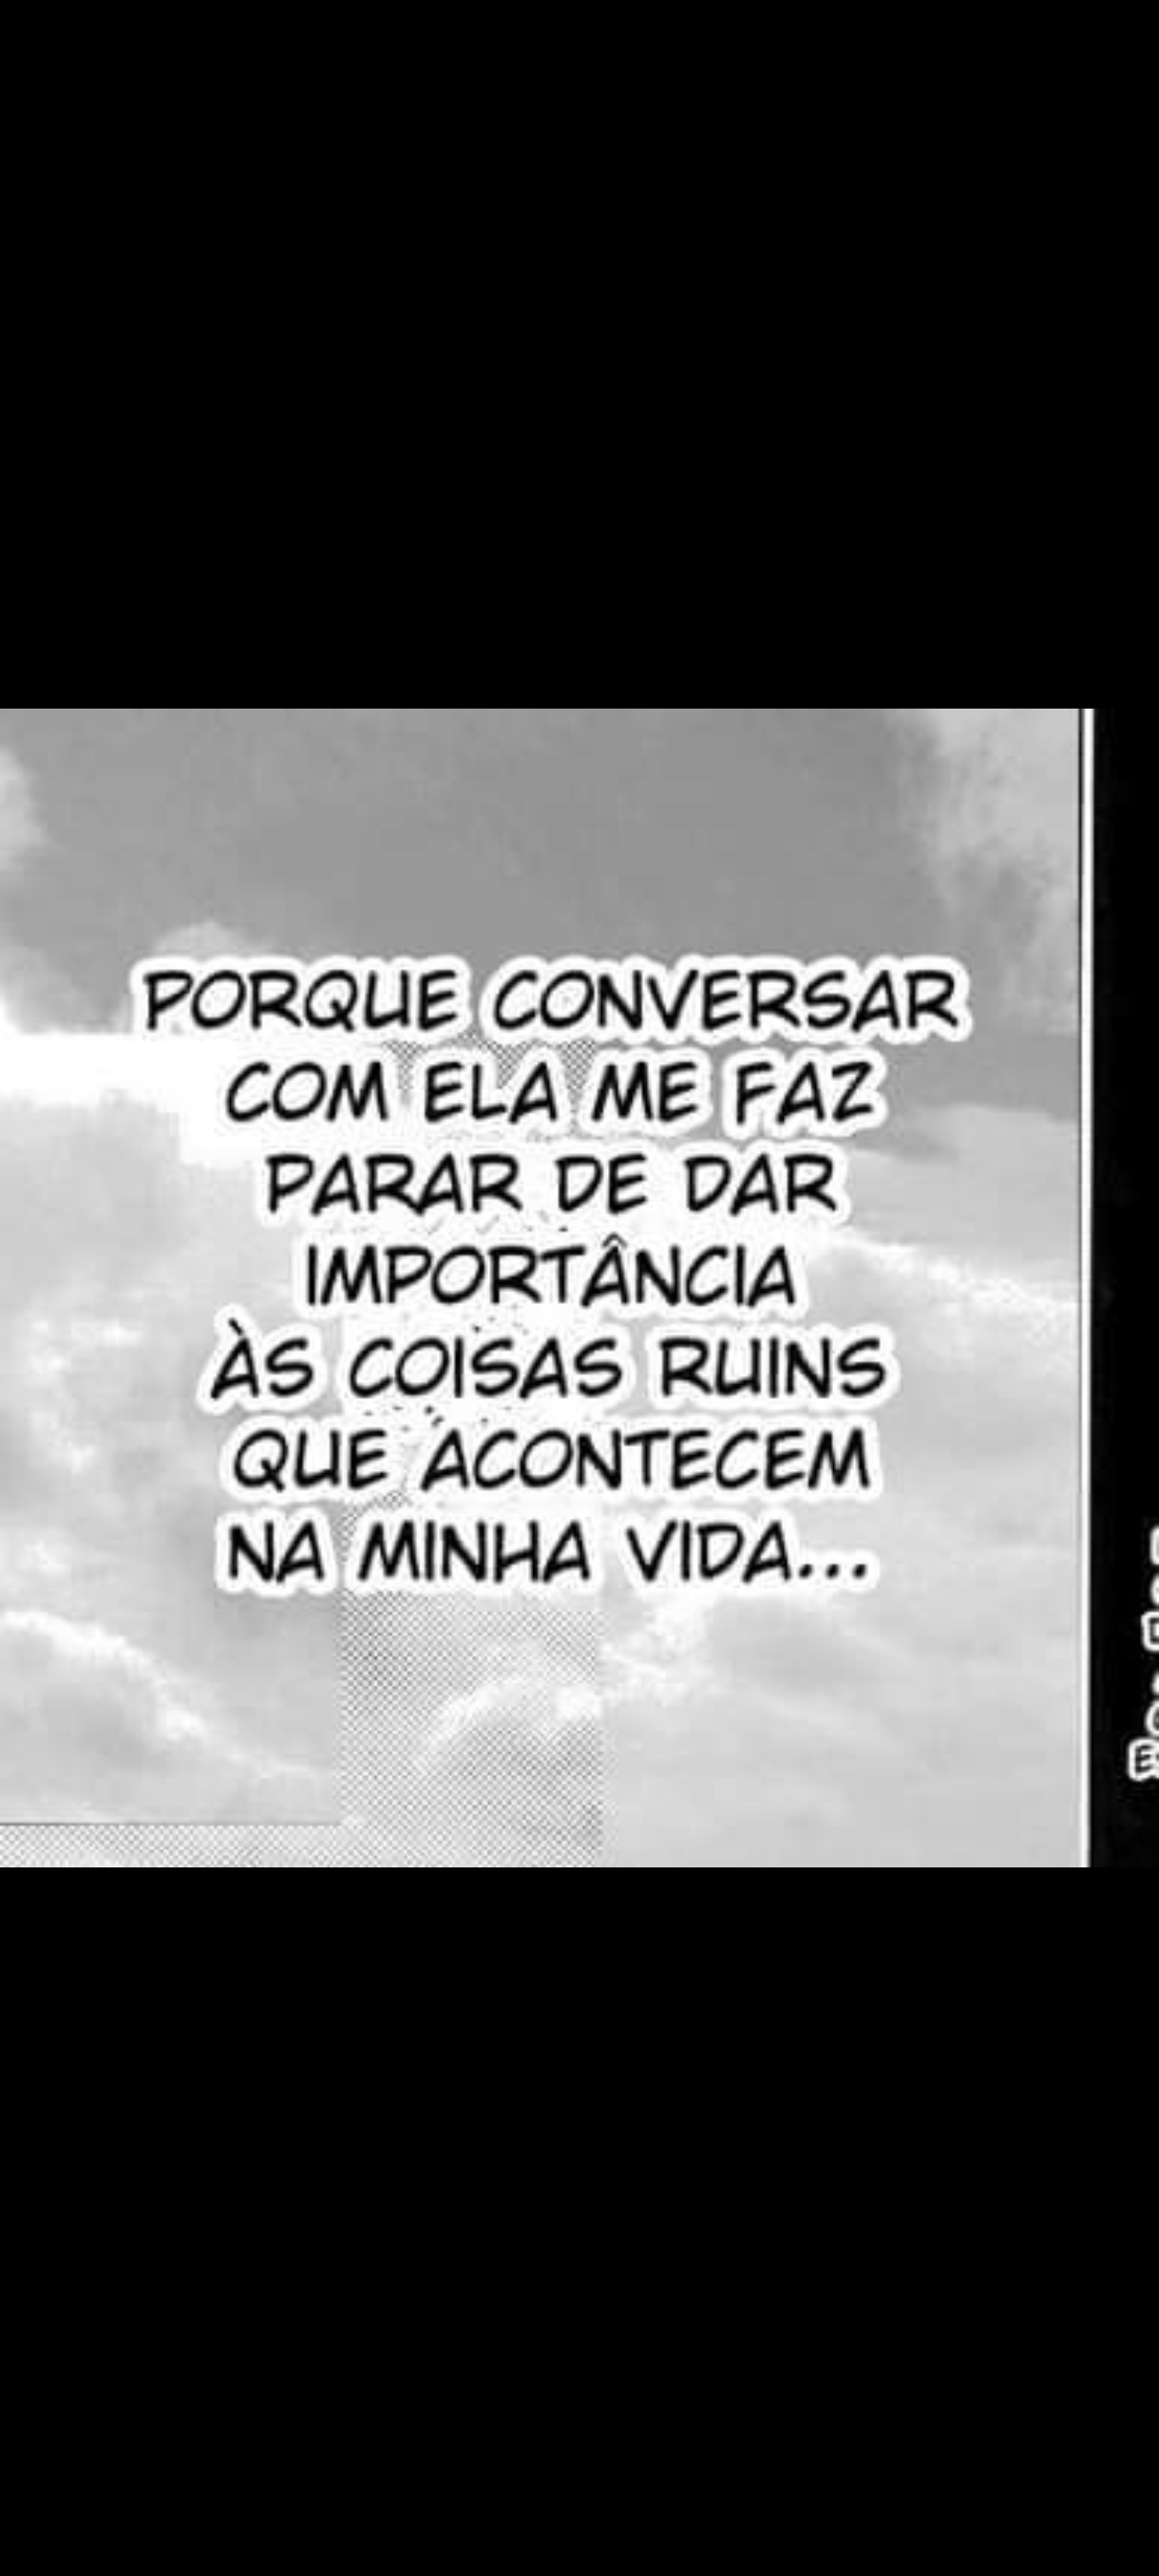 PORQUE CONVERSAR
COM ELA ME FAZ
PARAR DE DAR
IMPORTÂNCIA
ÀS COISAS RUINS
QUE ACONTECEM
NA MINHA VIDA...